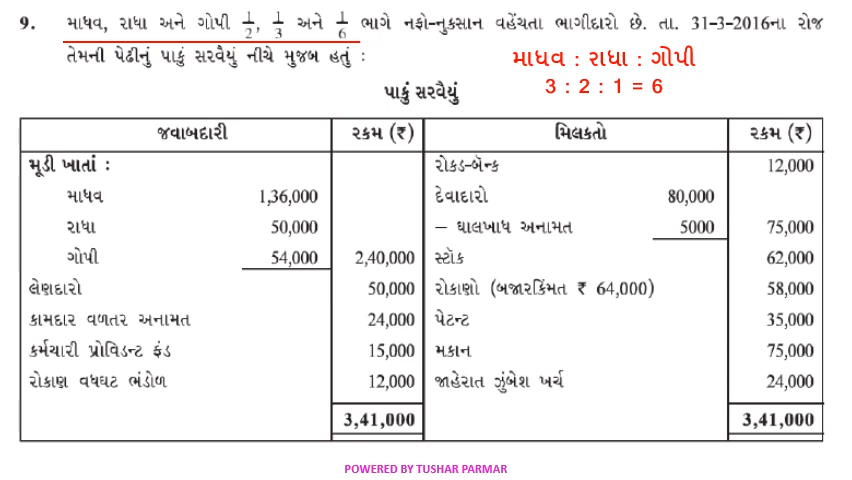 9. માધવ, રાધા અને ગોપી 1/2, 1/3 અને 1/6 ભાગે નફો-નુકસાન વહેંચતા ભાગીદારો છે. તા. 31-3-2016ના રોજ
તેમની પેઢીનું પાકું સરવૈયું નીચે મુજબ હતું :
માધવ : રાધા : ગોપી
3 : 2 : 1 = 6
પાકું સરવૈયું
જવાબદારી રકમ (₹) મિલકતો રકમ (₹)
મૂડી ખાતાં : રોકડ-બૅન્ક 12,000
માધવ 1,36,000 દેવાદારો 80,000
રાધા 50,000 – ઘાલખાધ અનામત 5000 75,000
ગોપી 54,000 2,40,000 સ્ટૉક 62,000
લેણદારો 50,000 રોકાણો (બજારકિંમત ₹ 64,000) 58,000
કામદાર વળતર અનામત 24,000 પેટન્ટ 35,000
કર્મચારી પ્રોવિડન્ટ ફંડ 15,000 મકાન 75,000
રોકાણ વધઘટ ભંડોળ 12,000 જાહેરાત ઝુંબેશ ખર્ચ 24,000
3,41,000 3,41,000
POWERED BY TUSHAR PARMAR